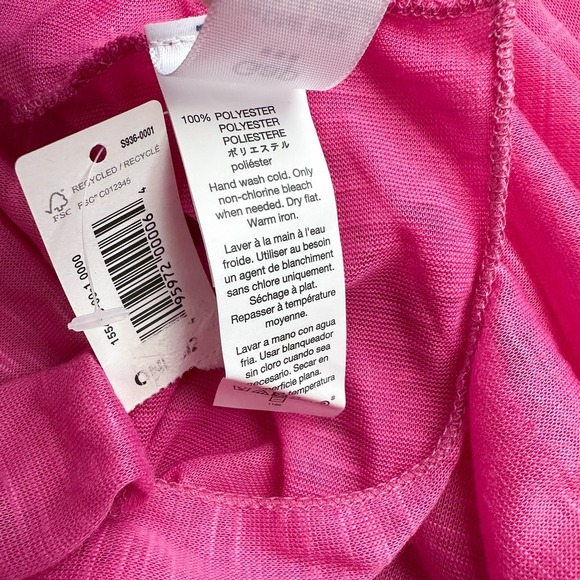 100% POLYESTER
POLYESTER
POLIESTERE
ポリエステル
poliéster
Hand wash cold. Only
non-chlorine bleach
when needed. Dry flat.
Warm iron.
Laver à la main à l'eau
froide. Utiliser au besoin
un agent de blanchiment
sans chlore uniquement.
Séchage à plat.
Repasser à température
moyenne.
Lavar a mano con agua
fría. Usar blanqueador
sin cloro cuando sea
necesario. Secar en
superficie plana.
temperatura
S936-0001
RECYCLED / RECYCLÉ
FSC® C012345
FSC